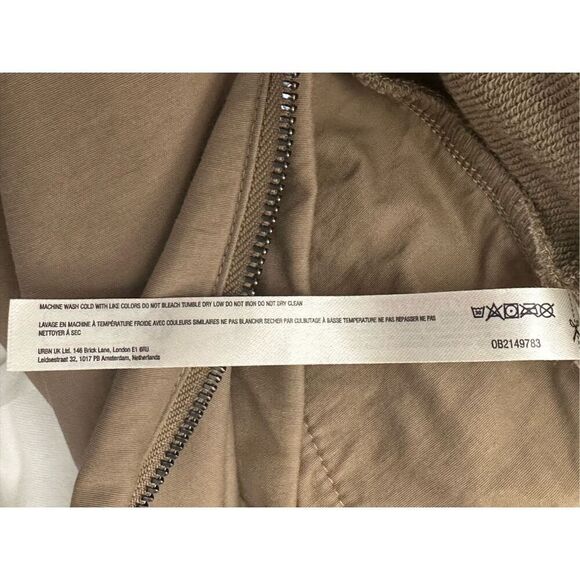 MACHINE WASH COLD WITH LIKE COLORS DO NOT BLEACH TUMBLE DRY LOW DO NOT IRON DO NOT DRY CLEAN
LAVAGE EN MACHINE À TEMPÉRATURE FROIDE AVEC COULEURS SIMILAIRES NE PAS BLANCHIR SECHER PAR CULBUTAGE À BASSE TEMPERATURE NE PAS REPASSER NE PAS
NETTOYER À SEC
URBN UK Ltd. 146 Brick Lane, London E1 6RU
Leidsestraat 32, 1017 PB Amsterdam, Netherlands
0B2149783